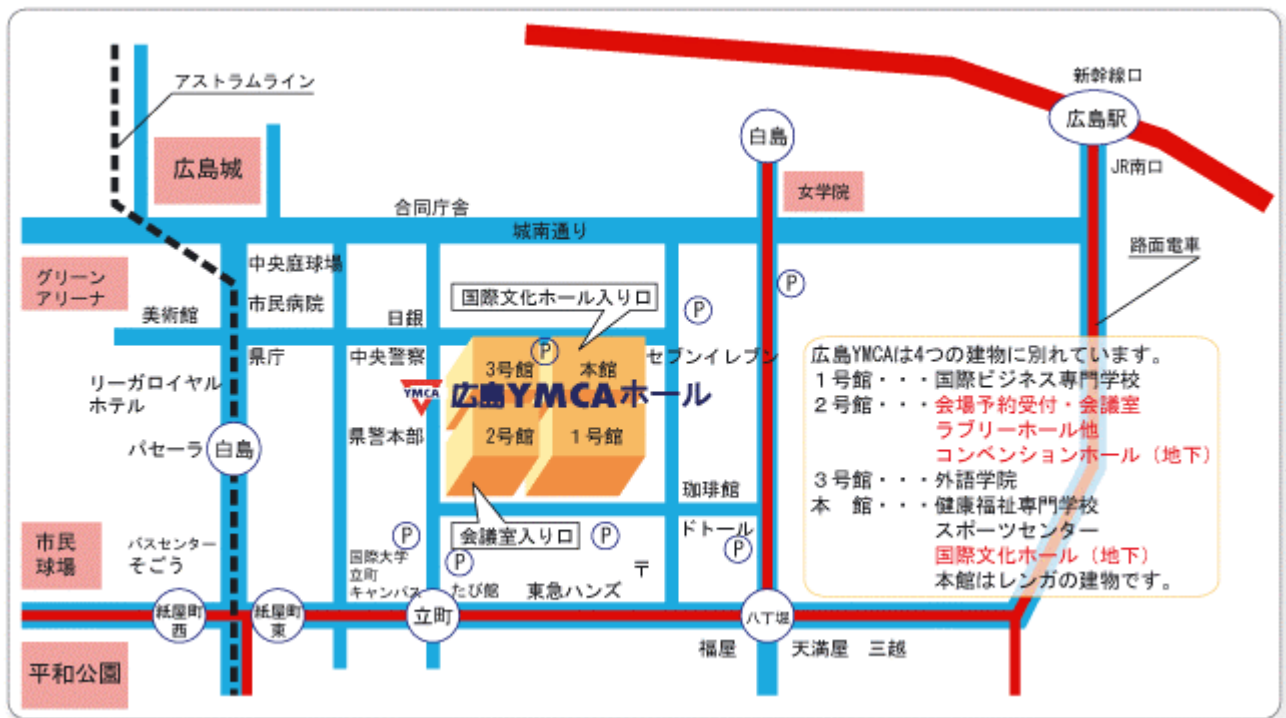 アストラムライン
新幹線口
広島駅
JR南口
白島
広島城
女学院
合同庁舎
城南通り
路面電車
グリーン
アリーナ
中央庭球場
市民病院
美術館
日銀
国際文化ホール入り口
P
P
P
県庁
中央警察
3号館
本館
セブンイレブン
リーガロイヤル
ホテル
YMCA
広島YMCAホール
県警本部
2号館
1号館
パセーラ
白島
珈琲館
ドトール
会議室入り口
P
P
P
P
市民
球場
バスセンター
そごう
国際大学
立町
キャンパス
たび館
東急ハンズ
〒
紙屋町
西
紙屋町
東
立町
八丁堀
福屋
天満屋 三越
平和公園
広島YMCAは4つの建物に別れています。
1号館・・・国際ビジネス専門学校
2号館・・・会場予約受付・会議室
ラブリーホール他
コンベンションホール（地下）
3号館・・・外語学院
本 館・・・健康福祉専門学校
スポーツセンター
国際文化ホール（地下）
本館はレンガの建物です。